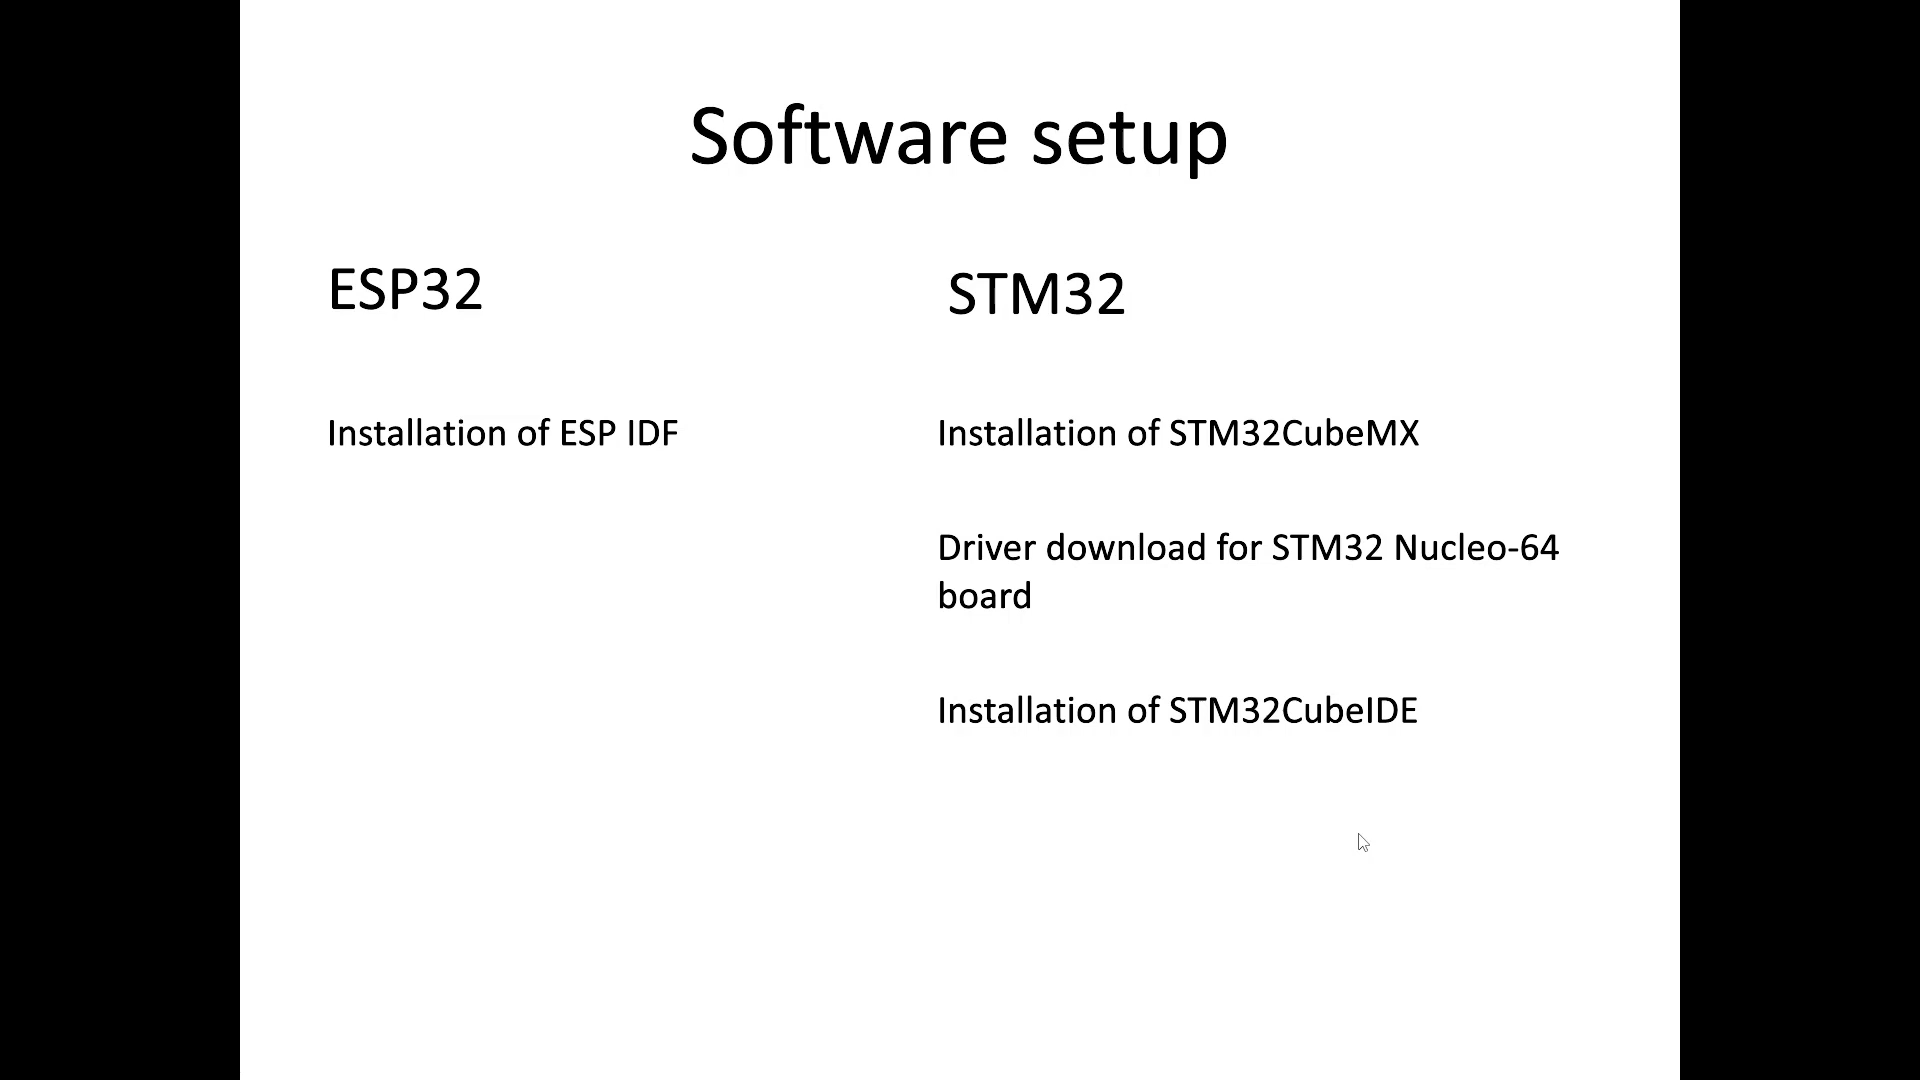 Software setup
ESP32
Installation of ESP IDF
STM32
Installation of STM32CubeMX
Driver download for STM32 Nucleo-64
board
Installation of STM32CubeIDE